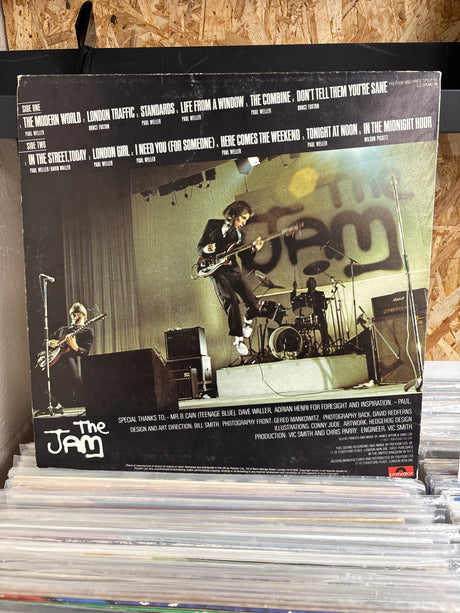 SIDE ONE
THE MODERN WORLD, LONDON TRAFFIC, STANDARDS, LIFE FROM A WINDOW, THE COMBINE, DON'T TELL THEM YOU'RE SANE
PAUL WELLER BRUCE FOXTON PAUL WELLER PAUL WELLER PAUL WELLER BRUCE FOXTON
SIDE TWO
IN THE STREET, TODAY, LONDON GIRL, I NEED YOU (FOR SOMEONE), HERE COMES THE WEEKEND, TONIGHT AT NOON, IN THE MIDNIGHT HOUR
PAUL WELLER/DAVID WALLER PAUL WELLER PAUL WELLER PAUL WELLER PAUL WELLER WILSON PICKETT
The
JAM
The
JAM
SPECIAL THANKS TO, – MR. B. CAIN (TEENAGE BLUE), DAVE WALLER, ADRIAN HENRI FOR FORESIGHT AND INSPIRATION. – PAUL
DESIGN AND ART DIRECTION: BILL SMITH. PHOTOGRAPHY FRONT: GERED MANKOWITZ. PHOTOGRAPHY BACK: DAVID REDFERNS
ILLUSTRATIONS: CONNY JUDE. ARTWORK: HEDGEHOG DESIGN
PRODUCTION: VIC SMITH AND CHRIS PARRY. ENGINEER: VIC SMITH
polydor